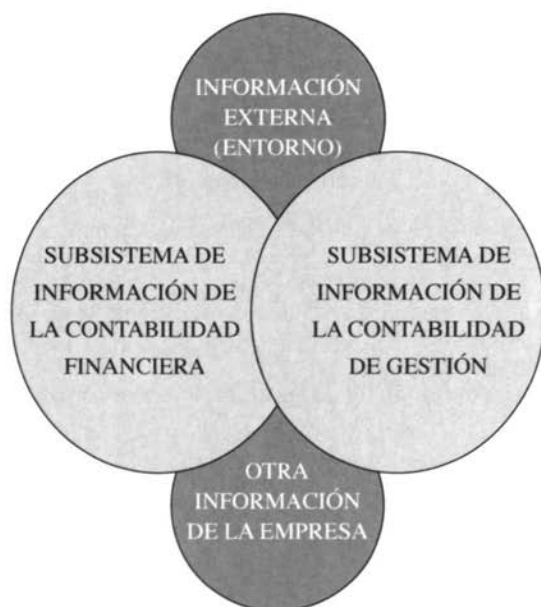 INFORMACIÓN
EXTERNA
(ENTORNO)
SUBSISTEMA DE
INFORMACIÓN DE
LA CONTABILIDAD
FINANCIERA
SUBSISTEMA DE
INFORMACIÓN DE
LA CONTABILIDAD
DE GESTIÓN
OTRA
INFORMACIÓN
DE LA EMPRESA